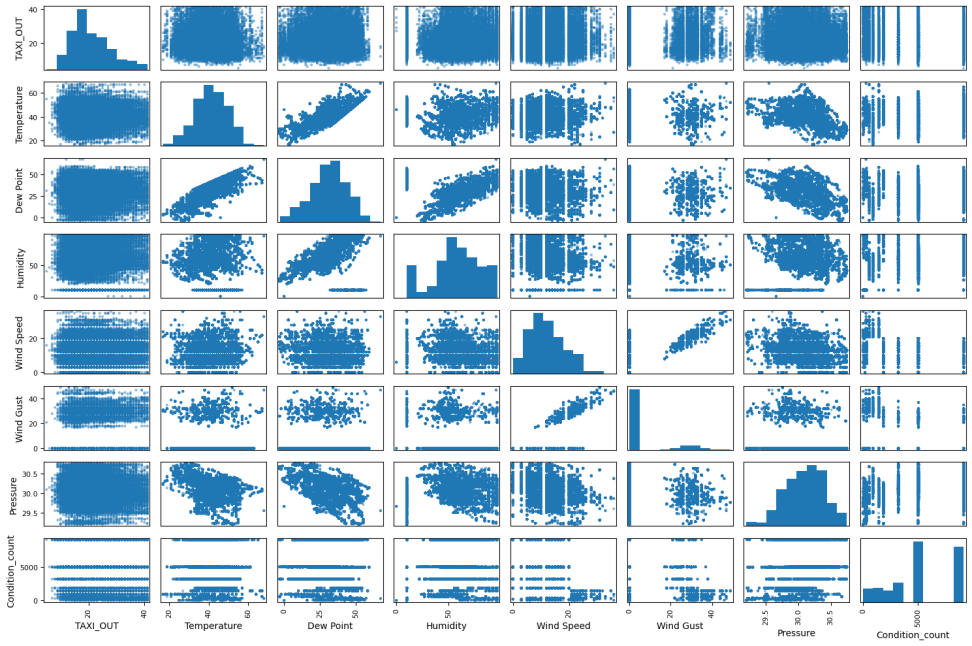 TAXI_OUT
40
20
Temperature
60
40
20
Dew Point
50
25
0
Humidity
50
0
Wind Speed
20
0
Wind Gust
40
20
0
Pressure
30.5
30.0
29.5
Condition_count
5000
0
20 40 20 40 60 0 25 50 0 50 0 20 0 20 40 29.5 30.0 30.5 0 5000
TAXI_OUT Temperature Dew Point Humidity Wind Speed Wind Gust Pressure Condition_count